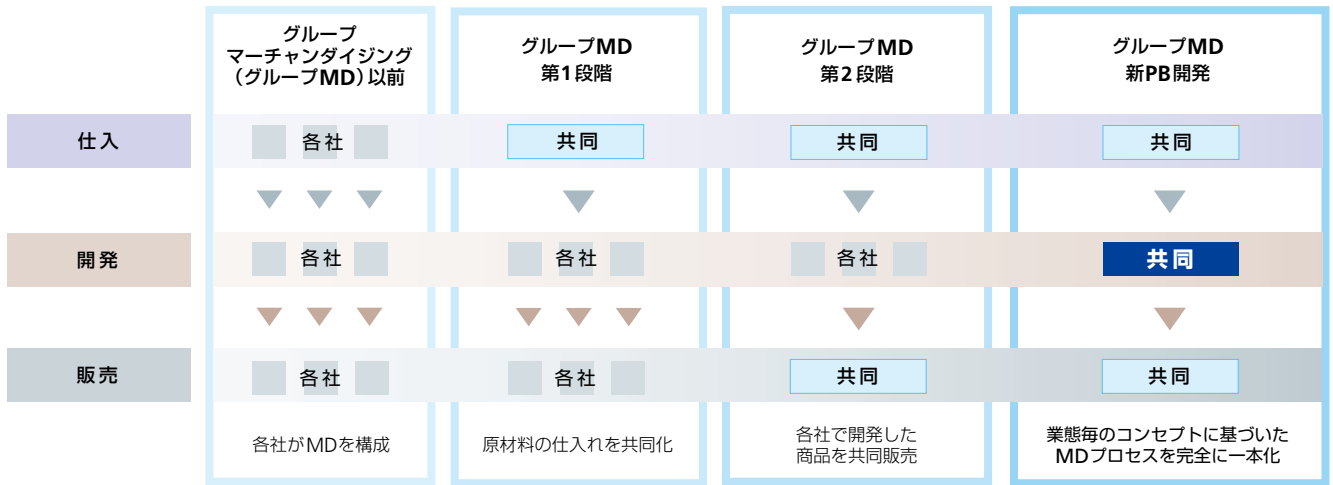 グループ
マーチャンダイジング
（グループMD）以前
グループMD
第1段階
グループMD
第2段階
グループMD
新PB開発
仕入
各社
共同
共同
共同
開発
各社
各社
各社
共同
販売
各社
各社
共同
共同
各社がMDを構成
原材料の仕入れを共同化
各社で開発した
商品を共同販売
業態毎のコンセプトに基づいた
MDプロセスを完全に一本化